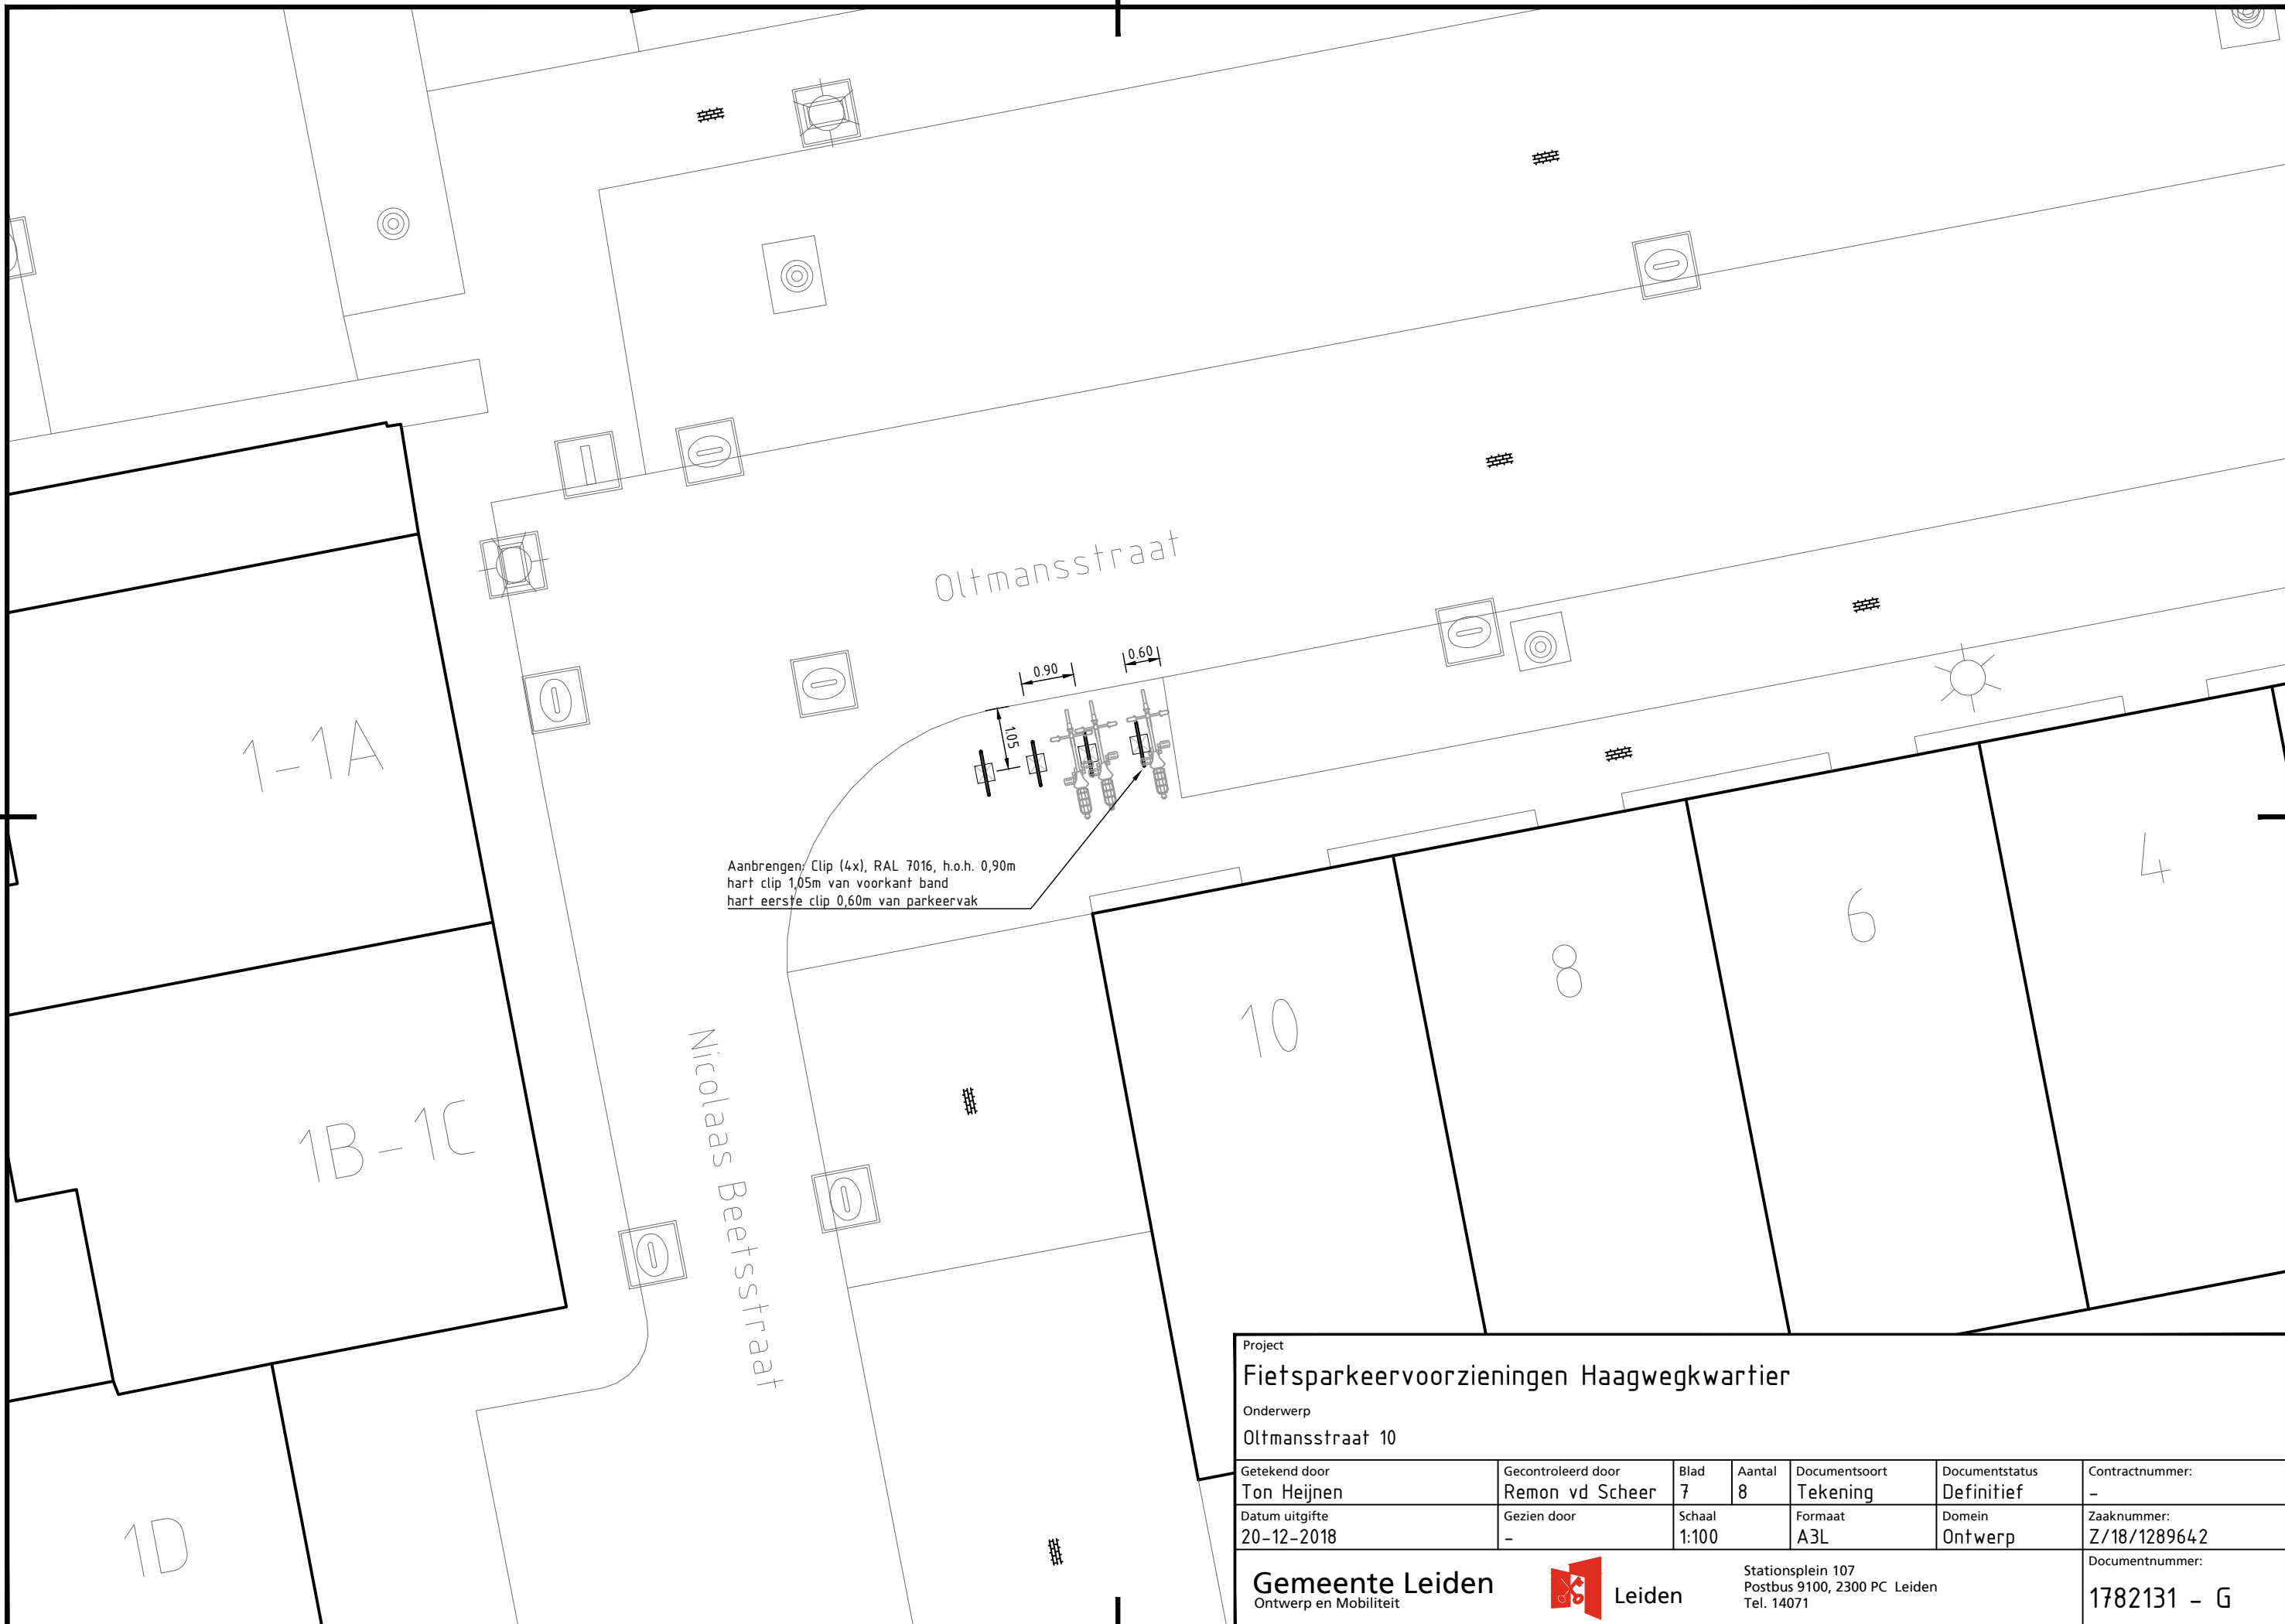 Oltmansstraat
0.90
0.60
1.05
1-1A
Aanbrengen: Clip (4x), RAL 7016, h.o.h. 0,90m
hart clip 1,05m van voorkant band
hart eerste clip 0,60m van parkeervak
4
6
8
10
Nicolaas Beetsstraat
1B-1C
1D
Project
Fietsparkeervoorzieningen Haagwegkwartier
Onderwerp
Oltmansstraat 10
Getekend door Gecontroleerd door Blad Aantal Documentsoort Documentstatus Contractnummer:
Ton Heijnen Remon vd Scheer 7 8 Tekening Definitief -
Datum uitgifte Gezien door Schaal Formaat Domein Zaaknummer:
20-12-2018 - 1:100 A3L Ontwerp Z/18/1289642
Gemeente Leiden
Ontwerp en Mobiliteit
Leiden
Stationsplein 107
Postbus 9100, 2300 PC Leiden
Tel. 14071
Documentnummer:
1782131 - G